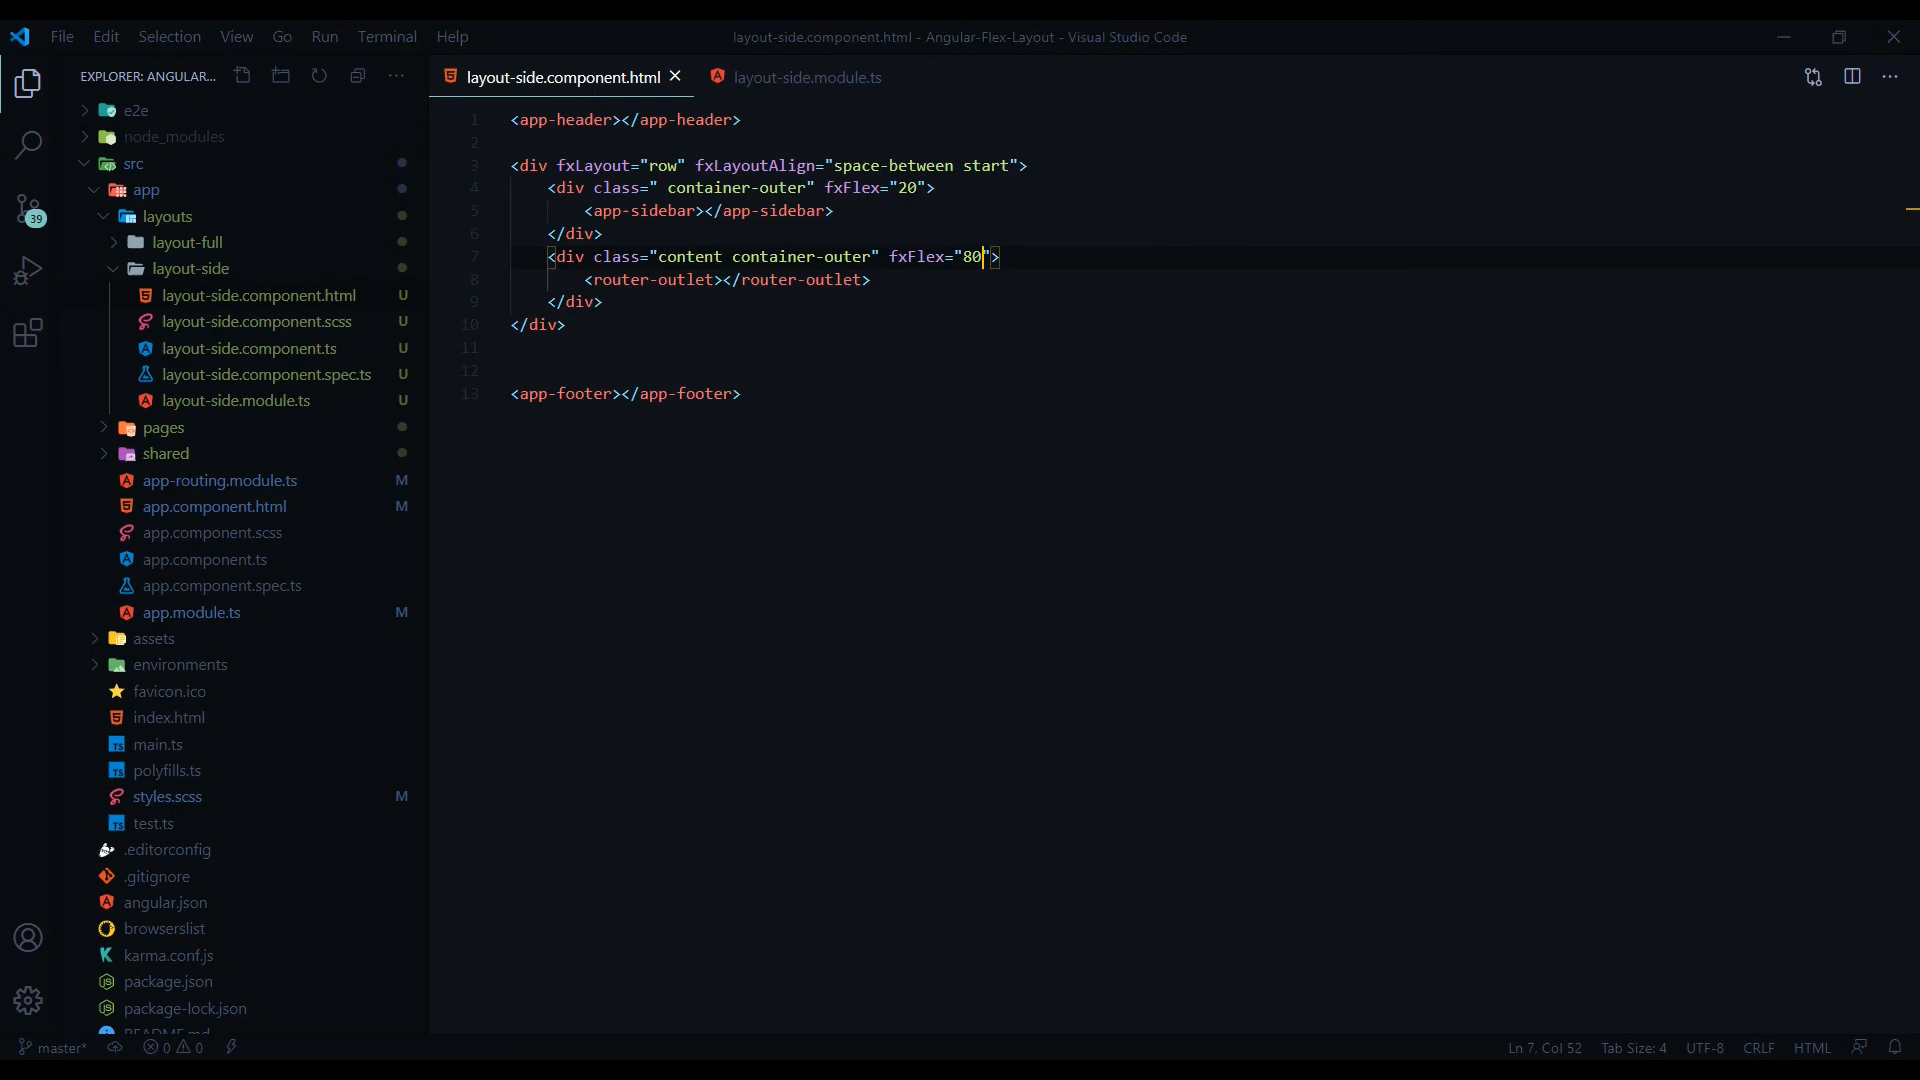 File Edit Selection View Go Run Terminal Help
layout-side.component.html - Angular-Flex-Layout - Visual Studio Code
EXPLORER: ANGULAR...
e2e
node_modules
src
app
layouts
layout-full
layout-side
layout-side.component.html U
layout-side.component.scss U
layout-side.component.ts U
layout-side.component.spec.ts U
layout-side.module.ts U
pages
shared
app-routing.module.ts M
app.component.html M
app.component.scss
app.component.ts
app.component.spec.ts
app.module.ts M
assets
environments
favicon.ico
index.html
main.ts
polyfills.ts
styles.scss M
test.ts
.editorconfig
.gitignore
angular.json
browserslist
karma.conf.js
package.json
package-lock.json
README.md
39
layout-side.component.html layout-side.module.ts
1 <app-header></app-header>
2
3 <div fxLayout="row" fxLayoutAlign="space-between start">
4 <div class=" container-outer" fxFlex="20">
5 <app-sidebar></app-sidebar>
6 </div>
7 <div class="content container-outer" fxFlex="80">
8 <router-outlet></router-outlet>
9 </div>
10 </div>
11
12
13 <app-footer></app-footer>
master* 0 0 Ln 7, Col 52 Tab Size: 4 UTF-8 CRLF HTML